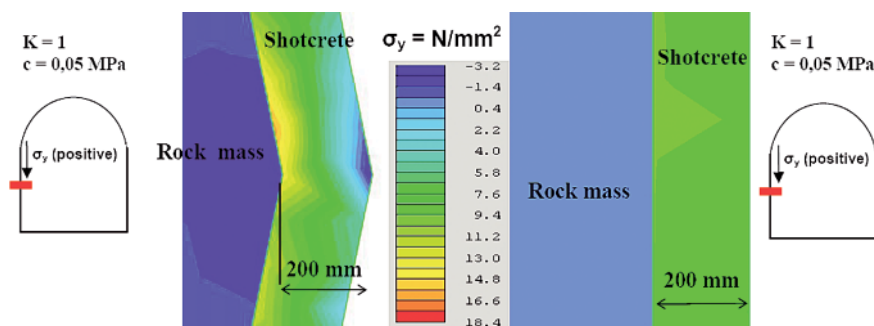 K = 1
c = 0,05 MPa
σy (positive)
Rock mass
Shotcrete
200 mm
σy = N/mm²
-3.2
-1.4
0.4
2.2
4.0
5.8
7.6
9.4
11.2
13.0
14.8
16.6
18.4
Rock mass
Shotcrete
200 mm
K = 1
c = 0,05 MPa
σy (positive)